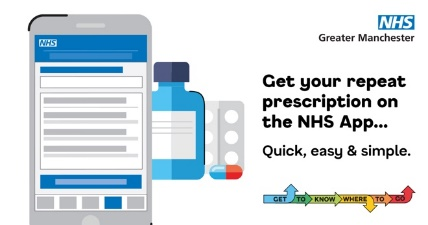 NHS
NHS
Greater Manchester
Get your repeat
prescription on
the NHS App...
Quick, easy & simple.
GET TO KNOW WHERE TO GO